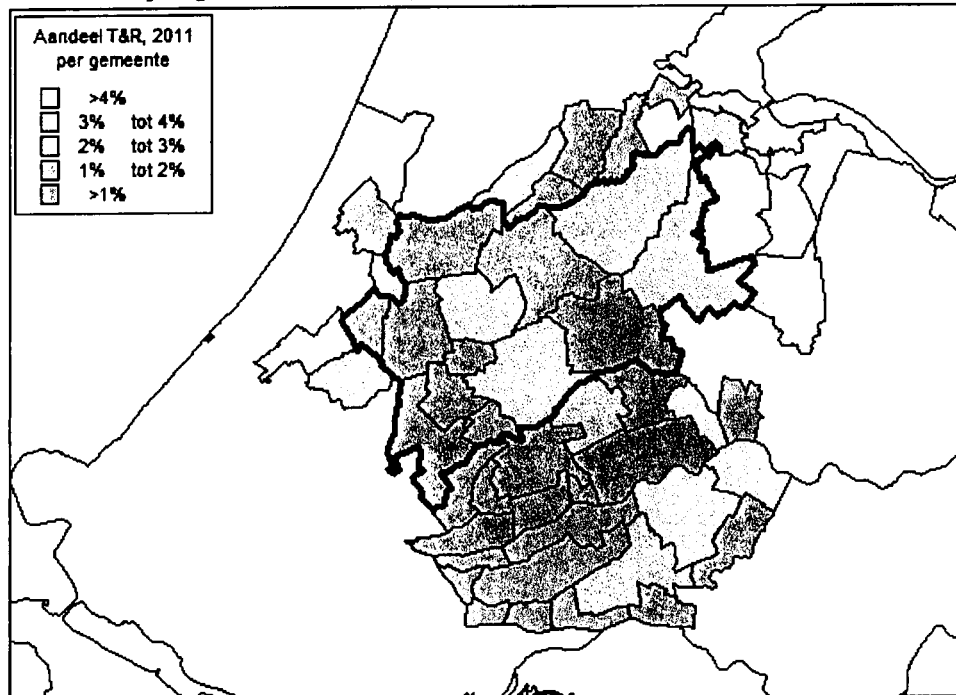 Aandeel T&R, 2011
per gemeente
>4%
3% tot 4%
2% tot 3%
1% tot 2%
>1%